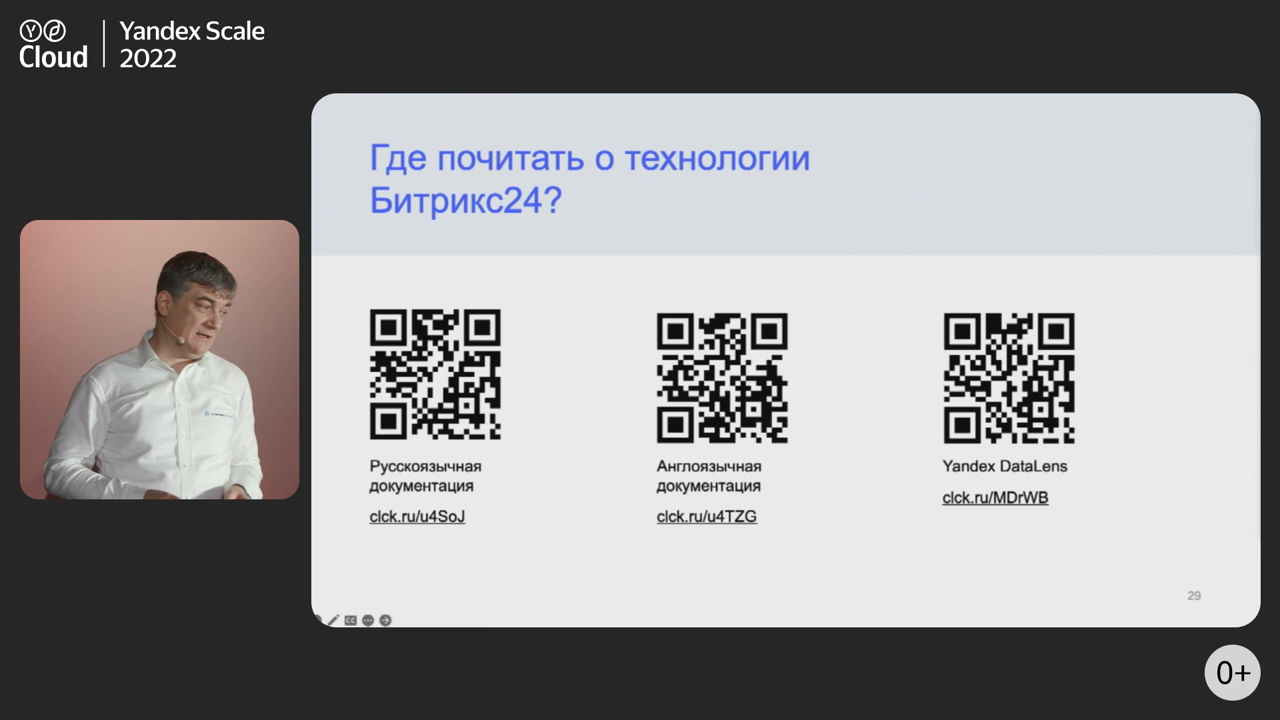 Cloud
Yandex Scale
2022
Где почитать о технологии
Битрикс24?
Русскоязычная
документация
clck.ru/u4SoJ
Англоязычная
документация
clck.ru/u4TZG
Yandex DataLens
clck.ru/MDrWB
29
0+